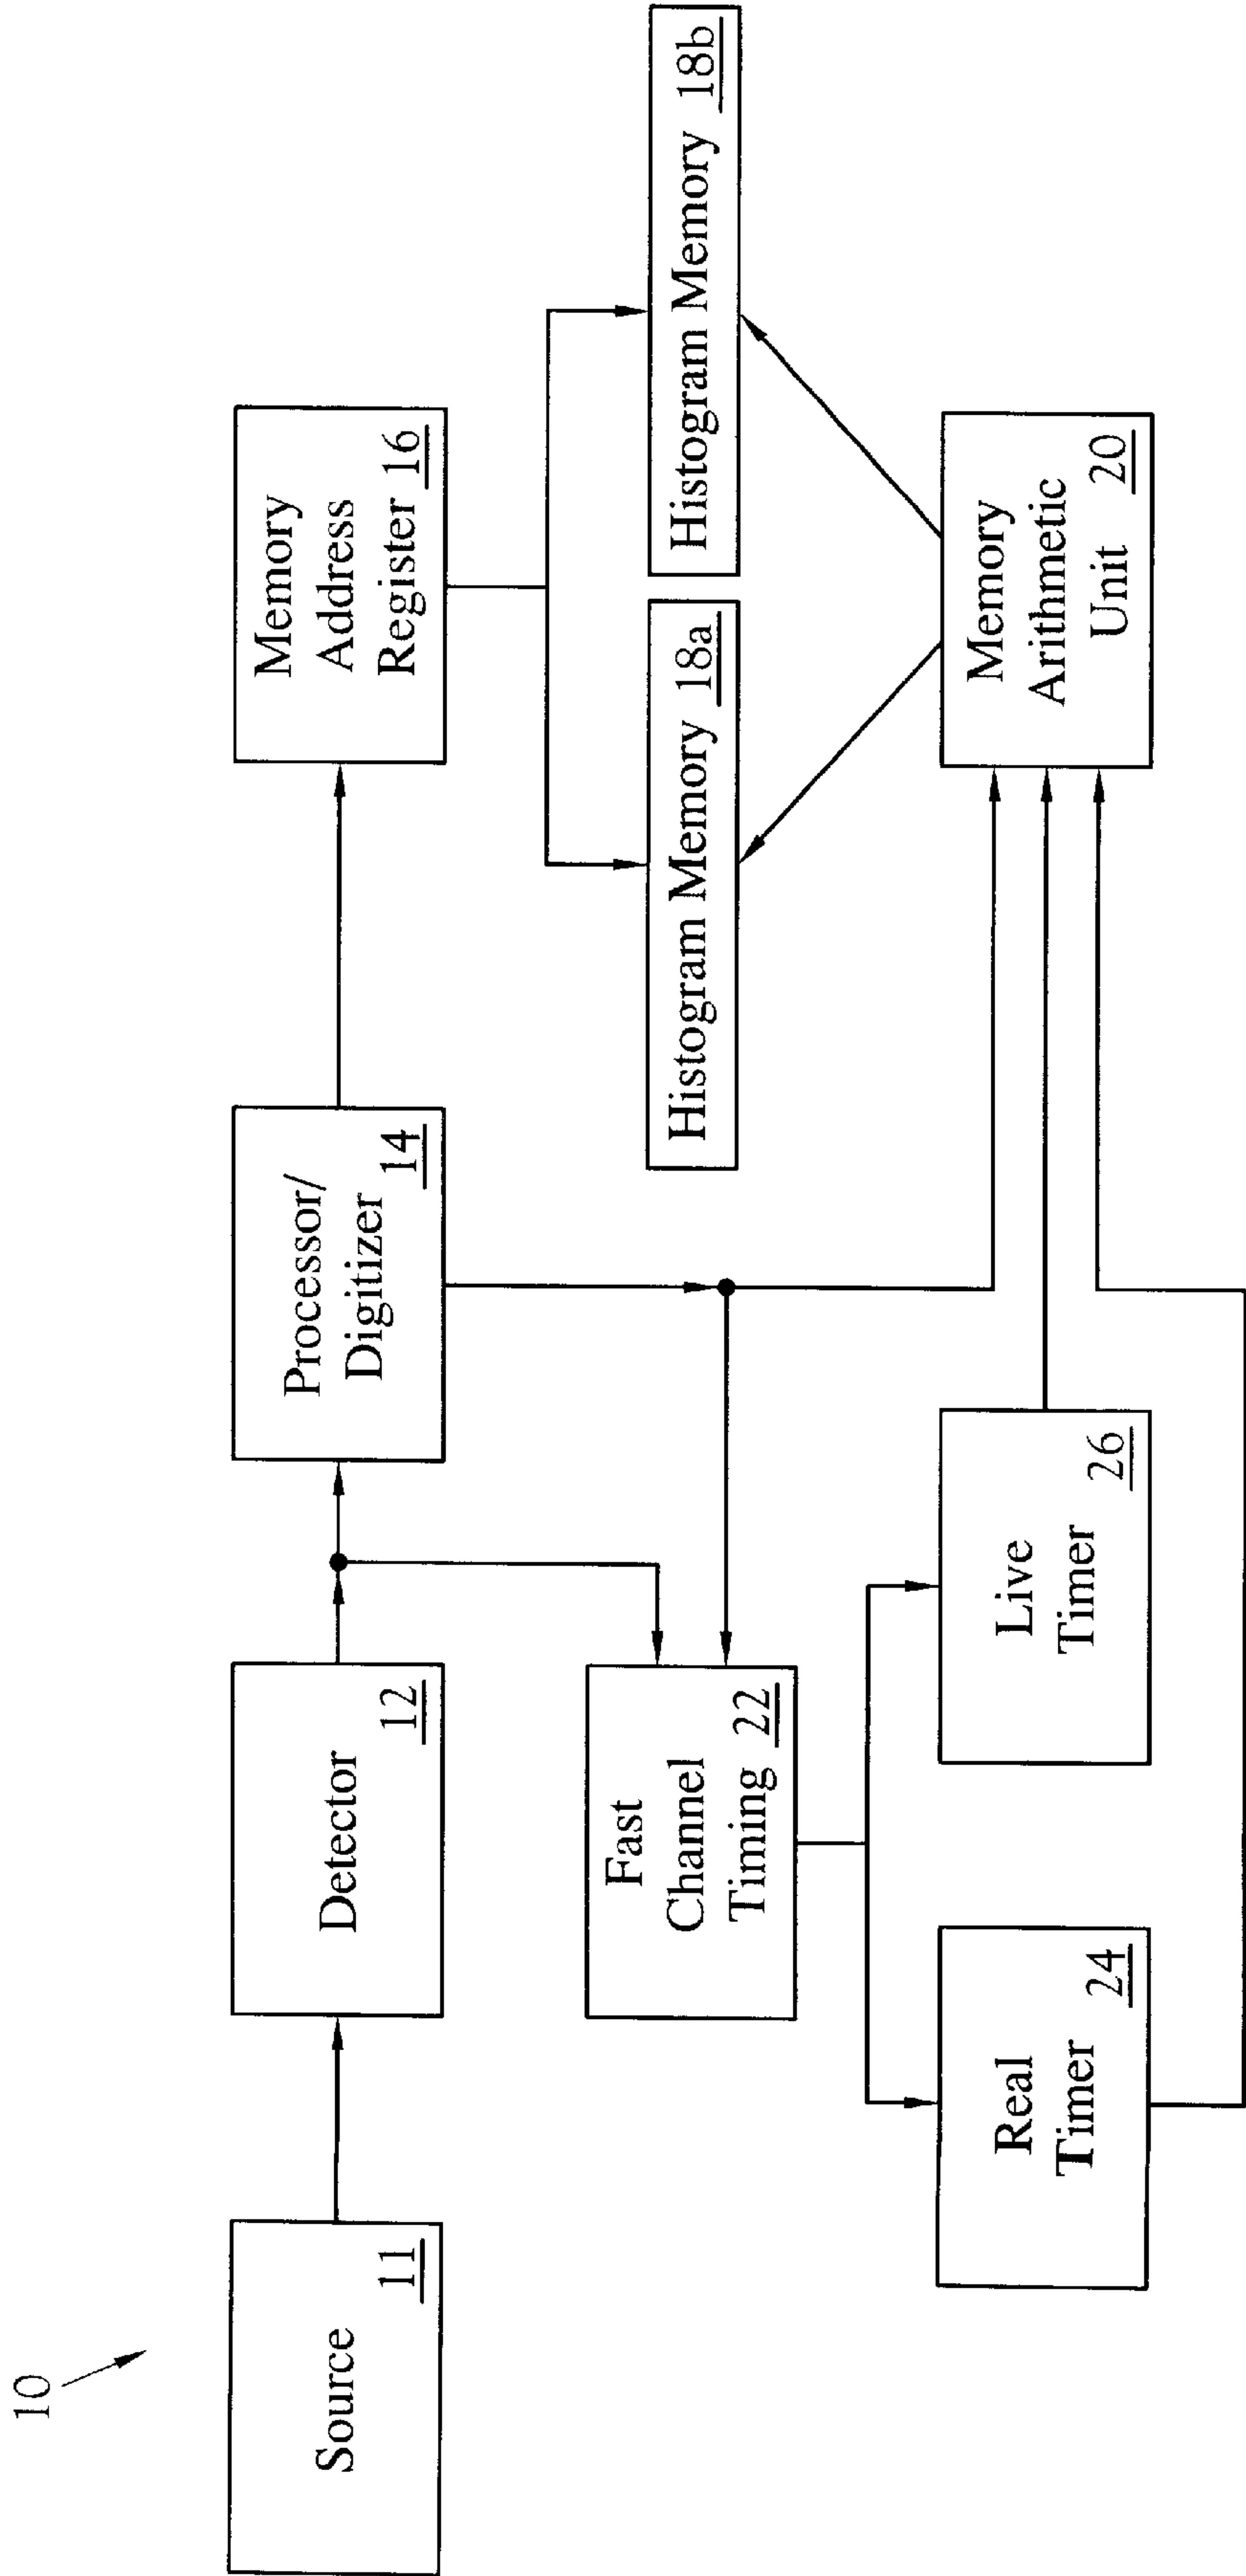 10
Source
11
Detector
12
Processor/
Digitizer
14
Memory
Address
Register 16
Fast
Channel
Timing 22
Histogram Memory 18a
Histogram Memory 18b
Real
Timer
24
Live
Timer
26
Memory
Arithmetic
Unit 20